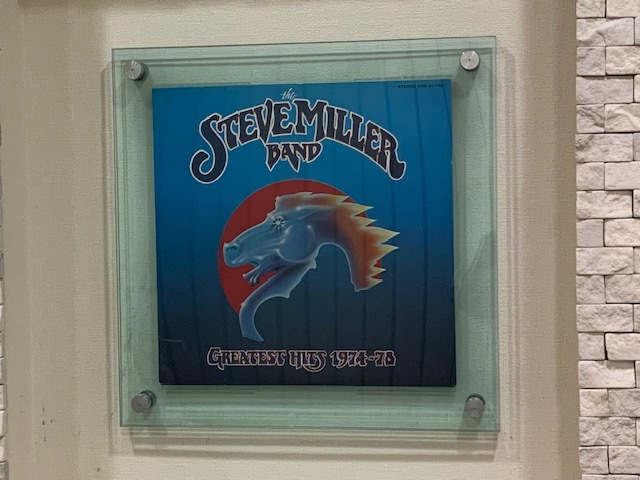 the
STEVE MILLER
BAND
GREATEST HITS 1974-78